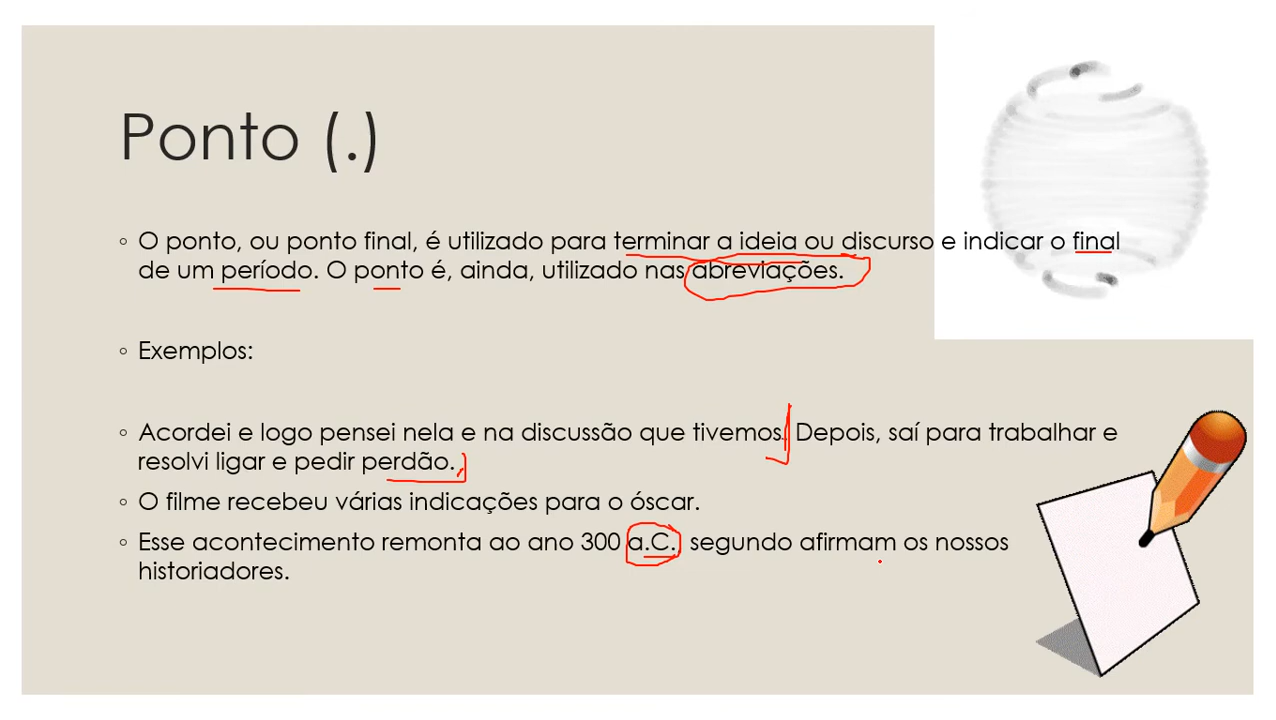 Ponto (.)
◦ O ponto, ou ponto final, é utilizado para terminar a ideia ou discurso e indicar o final
de um período. O ponto é, ainda, utilizado nas abreviações.
◦ Exemplos:
◦ Acordei e logo pensei nela e na discussão que tivemos. Depois, saí para trabalhar e
resolvi ligar e pedir perdão.
◦ O filme recebeu várias indicações para o óscar.
◦ Esse acontecimento remonta ao ano 300 a.C., segundo afirmam os nossos
historiadores.